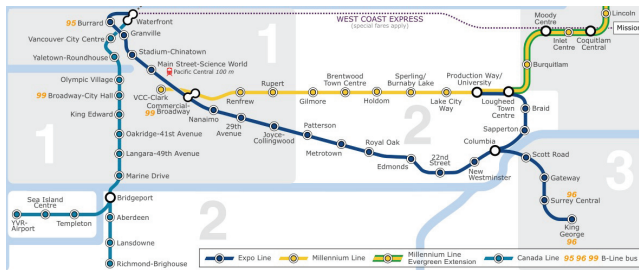 95 Burrard
Waterfront
Vancouver City Centre
Granville
Yaletown-Roundhouse
Stadium-Chinatown
Main Street-Science World
Pacific Central 100 m
Olympic Village
99 Broadway-City Hall
King Edward
Oakridge-41st Avenue
Langara-49th Avenue
Marine Drive
VCC-Clark
Commercial-
Broadway
99
Nanaimo
29th
Avenue
Renfrew
Rupert
Joyce-
Collingwood
Gilmore
Patterson
Metrotown
Brentwood
Town Centre
Holdom
Royal Oak
Edmonds
Sperling/
Burnaby Lake
Lake City
Way
22nd
Street
New
Westminster
Production Way/
University
Lougheed
Town
Centre
Braid
Sapperton
Columbia
Burquitlam
Moody
Centre
Inlet
Centre
Coquitlam
Central
Lincoln
Mission
WEST COAST EXPRESS
(special fares apply)
Scott Road
Gateway
96
Surrey Central
King
George
96
1
1
2
2
3
Bridgeport
Sea Island
Centre
YVR-
Airport
Templeton
Aberdeen
Lansdowne
Richmond-Brighouse
Expo Line
Millennium Line
Millennium Line
Evergreen Extension
Canada Line
95 96 99 B-Line bus